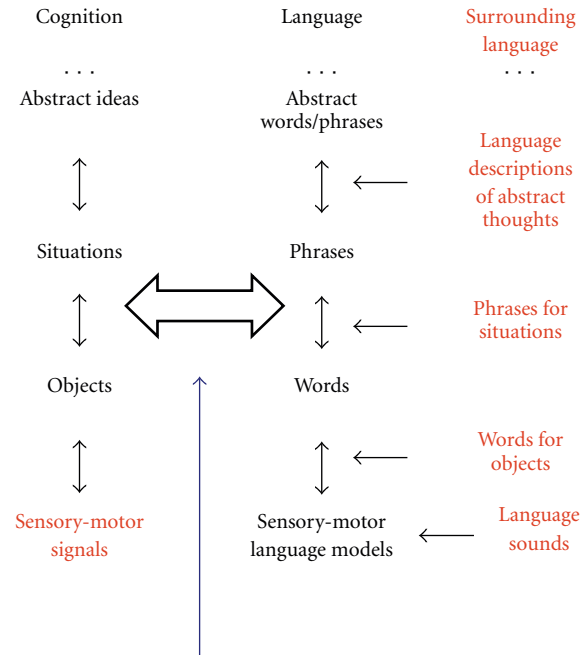 Cognition
Language
Surrounding
language
. . .
. . .
. . .
Abstract ideas
Abstract
words/phrases
Language
descriptions
of abstract
thoughts
Situations
Phrases
Phrases for
situations
Objects
Words
Words for
objects
Sensory-motor
signals
Sensory-motor
language models
Language
sounds